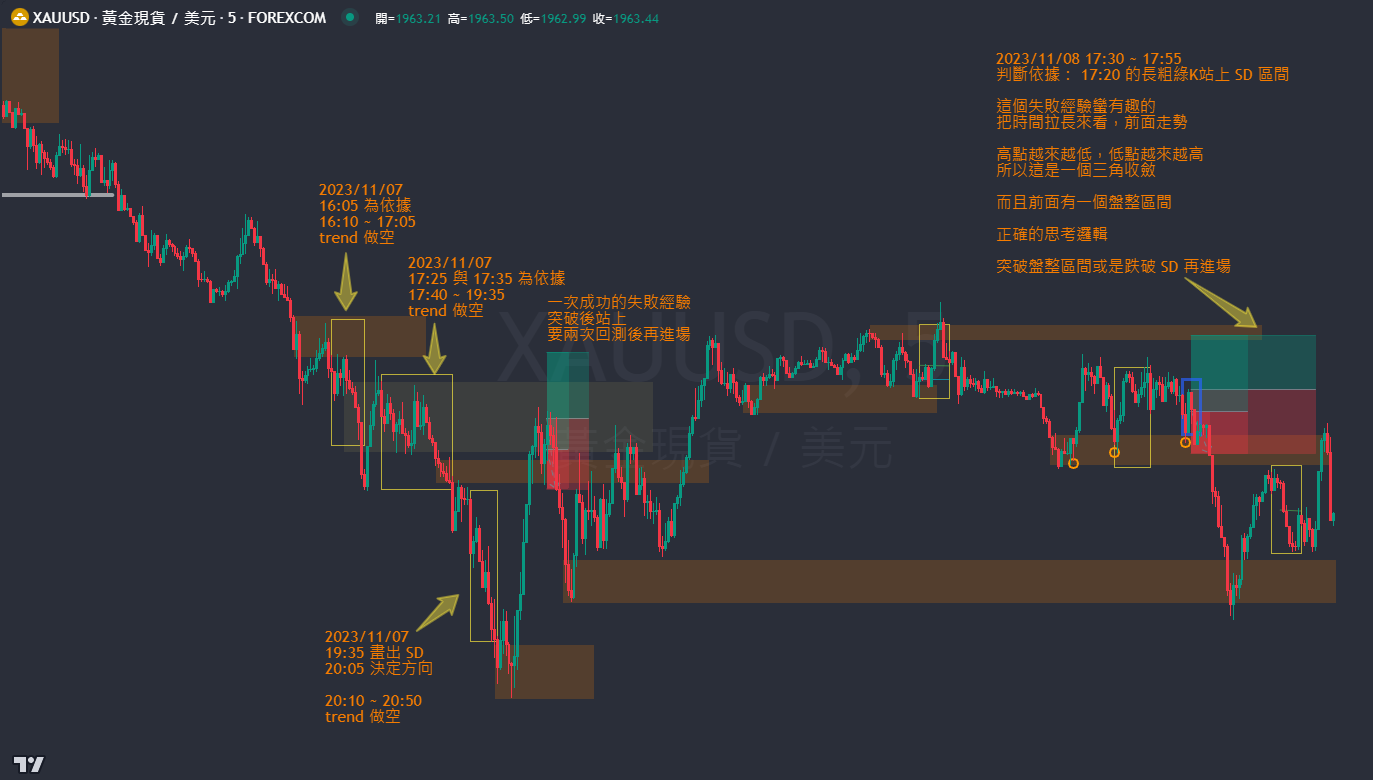 XAUUSD · 黃金現貨 / 美元 · 5 · FOREXCOM 開=1963.21 高=1963.50 低=1962.99 收=1963.44
2023/11/08 17:30 ~ 17:55
判斷依據： 17:20 的長粗綠K站上 SD 區間
這個失敗經驗蠻有趣的
把時間拉長來看，前面走勢
高點越來越低，低點越來越高
所以這是一個三角收斂
而且前面有一個盤整區間
正確的思考邏輯
突破盤整區間或是跌破 SD 再進場
2023/11/07
16:05 為依據
16:10 ~ 17:05
trend 做空
2023/11/07
17:25 與 17:35 為依據
17:40 ~ 19:35
trend 做空
一次成功的失敗經驗
突破後站上
要兩次回測後再進場
XAUUSD, 5
黃金現貨 / 美元
2023/11/07
19:35 畫出 SD
20:05 決定方向
20:10 ~ 20:50
trend 做空